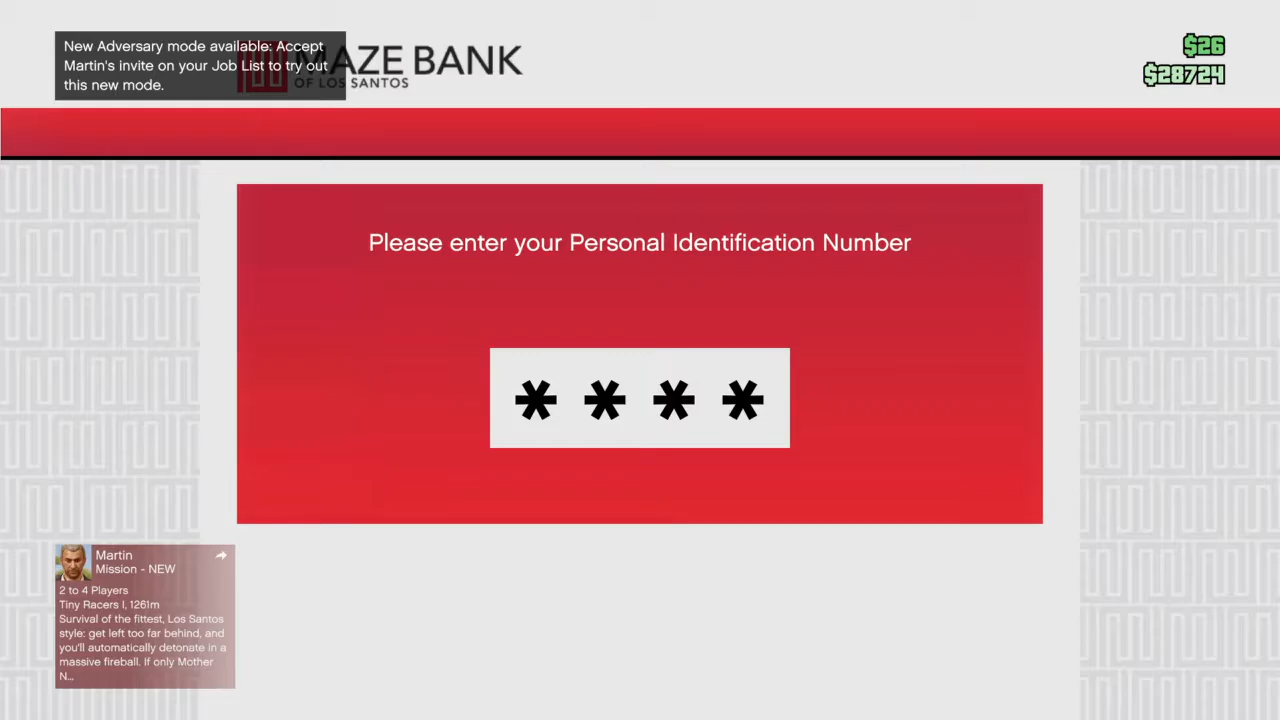 New Adversary mode available: Accept
Martin's invite on your Job List to try out
this new mode.
MAZE BANK
OF LOS SANTOS
$26
$28724
Please enter your Personal Identification Number
* * * *
Martin
Mission - NEW
2 to 4 Players
Tiny Racers I, 1261m
Survival of the fittest, Los Santos
style: get left too far behind, and
you'll automatically detonate in a
massive fireball. If only Mother
N...